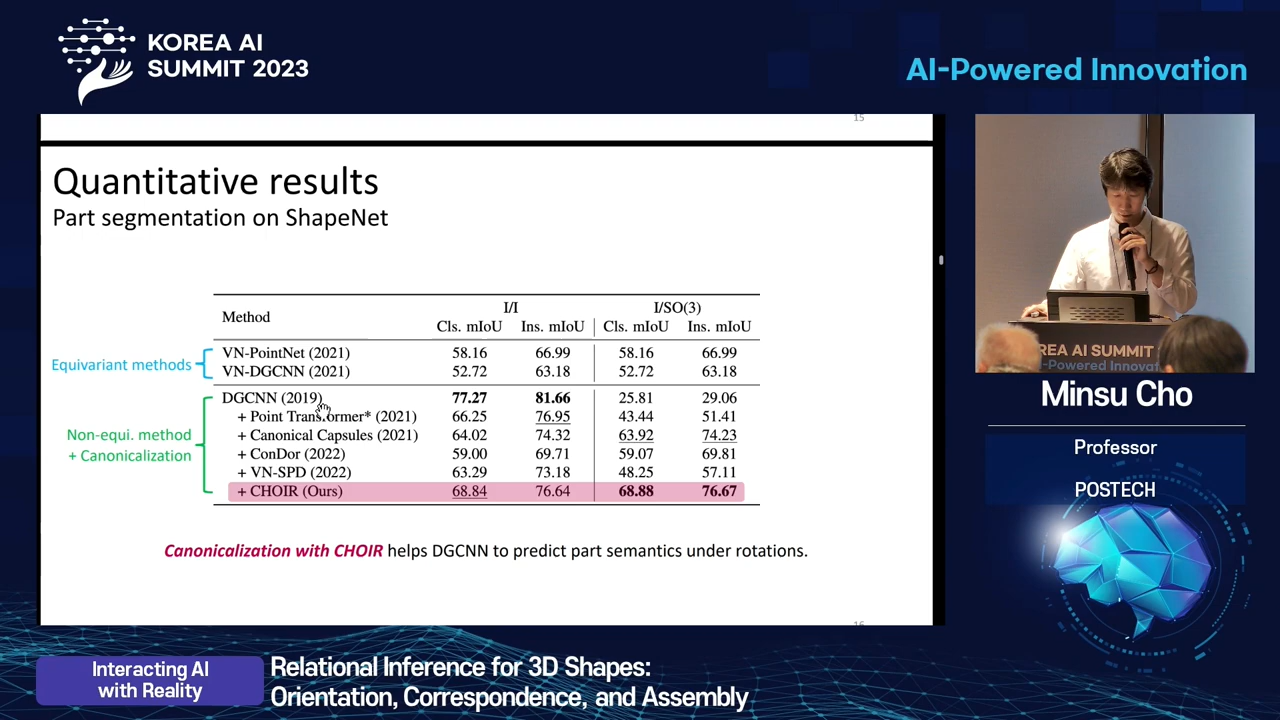 KOREA AI
SUMMIT 2023
AI-Powered Innovation
15
Quantitative results
Part segmentation on ShapeNet
Method I/I I/SO(3)
Cls. mIoU Ins. mIoU Cls. mIoU Ins. mIoU
Equivariant methods
VN-PointNet (2021) 58.16 66.99 58.16 66.99
VN-DGCNN (2021) 52.72 63.18 52.72 63.18
Non-equi. method
+ Canonicalization
DGCNN (2019) 77.27 81.66 25.81 29.06
+ Point Transformer* (2021) 66.25 76.95 43.44 51.41
+ Canonical Capsules (2021) 64.02 74.32 63.92 74.23
+ ConDor (2022) 59.00 69.71 59.07 69.81
+ VN-SPD (2022) 63.29 73.18 48.25 57.11
+ CHOIR (Ours) 68.84 76.64 68.88 76.67
Canonicalization with CHOIR helps DGCNN to predict part semantics under rotations.
16
REA AI SUMMIT
-Powered Innovat
Minsu Cho
Professor
POSTECH
Interacting AI
with Reality
Relational Inference for 3D Shapes:
Orientation, Correspondence, and Assembly